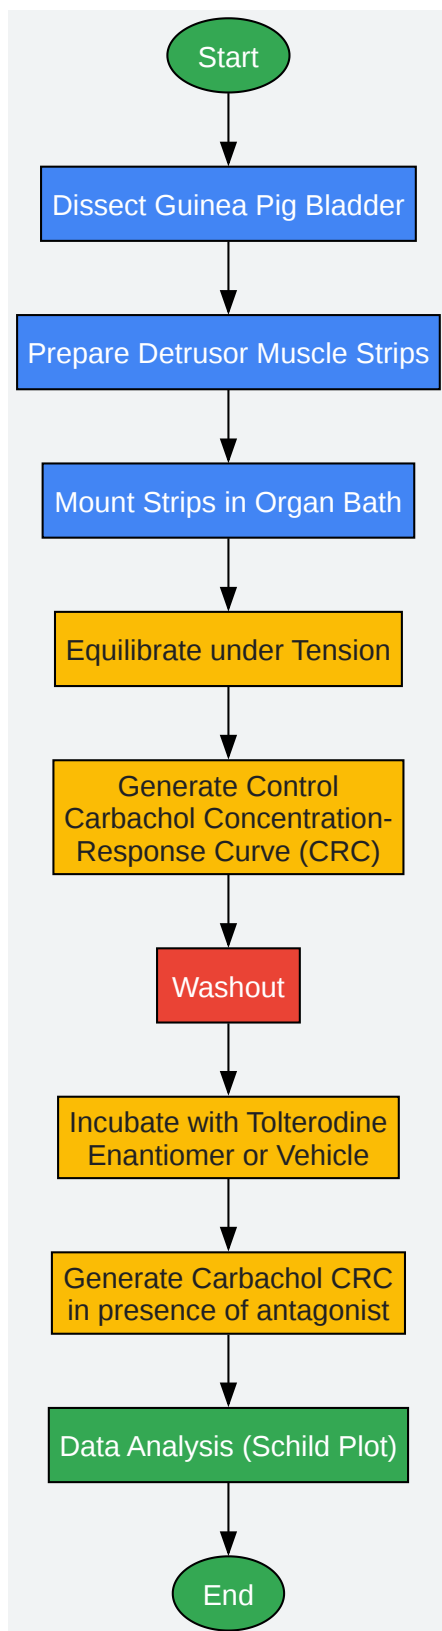 Start
Dissect Guinea Pig Bladder
Prepare Detrusor Muscle Strips
Mount Strips in Organ Bath
Equilibrate under Tension
Generate Control
Carbachol Concentration-
Response Curve (CRC)
Washout
Incubate with Tolterodine
Enantiomer or Vehicle
Generate Carbachol CRC
in presence of antagonist
Data Analysis (Schild Plot)
End